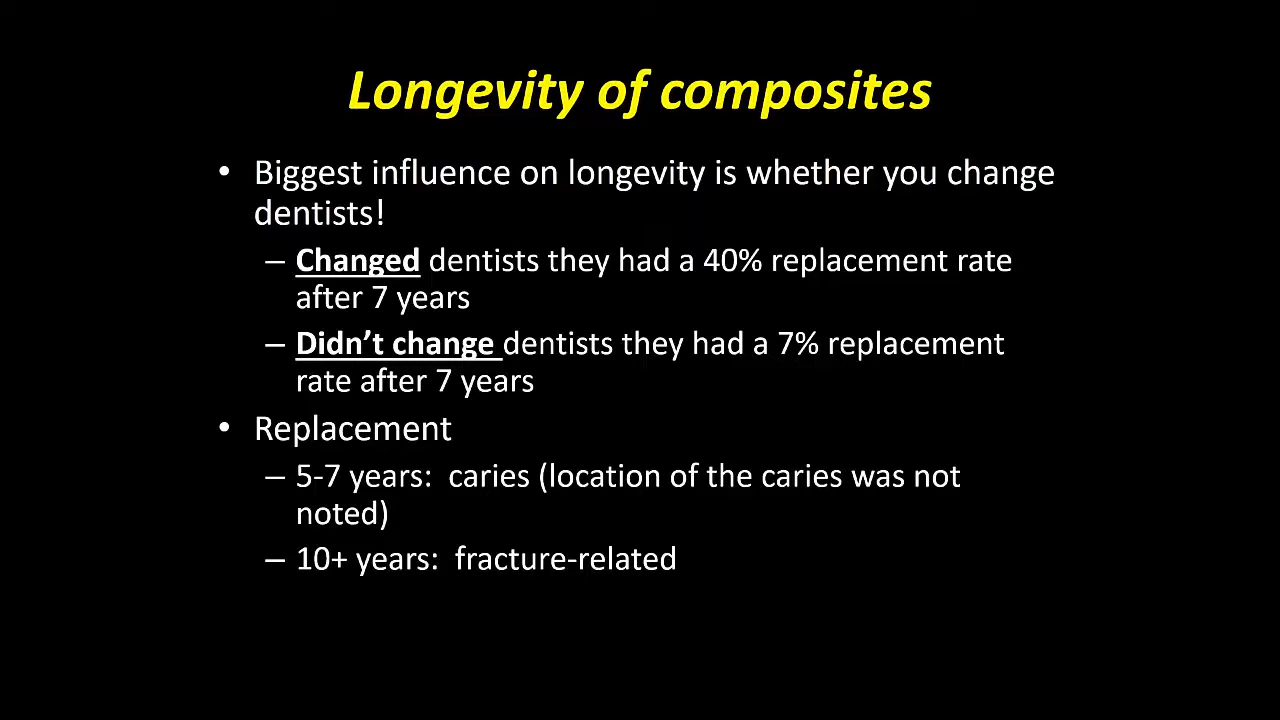 Longevity of composites
• Biggest influence on longevity is whether you change
dentists!
– Changed dentists they had a 40% replacement rate
after 7 years
– Didn’t change dentists they had a 7% replacement
rate after 7 years
• Replacement
– 5-7 years:  caries (location of the caries was not
noted)
– 10+ years:  fracture-related